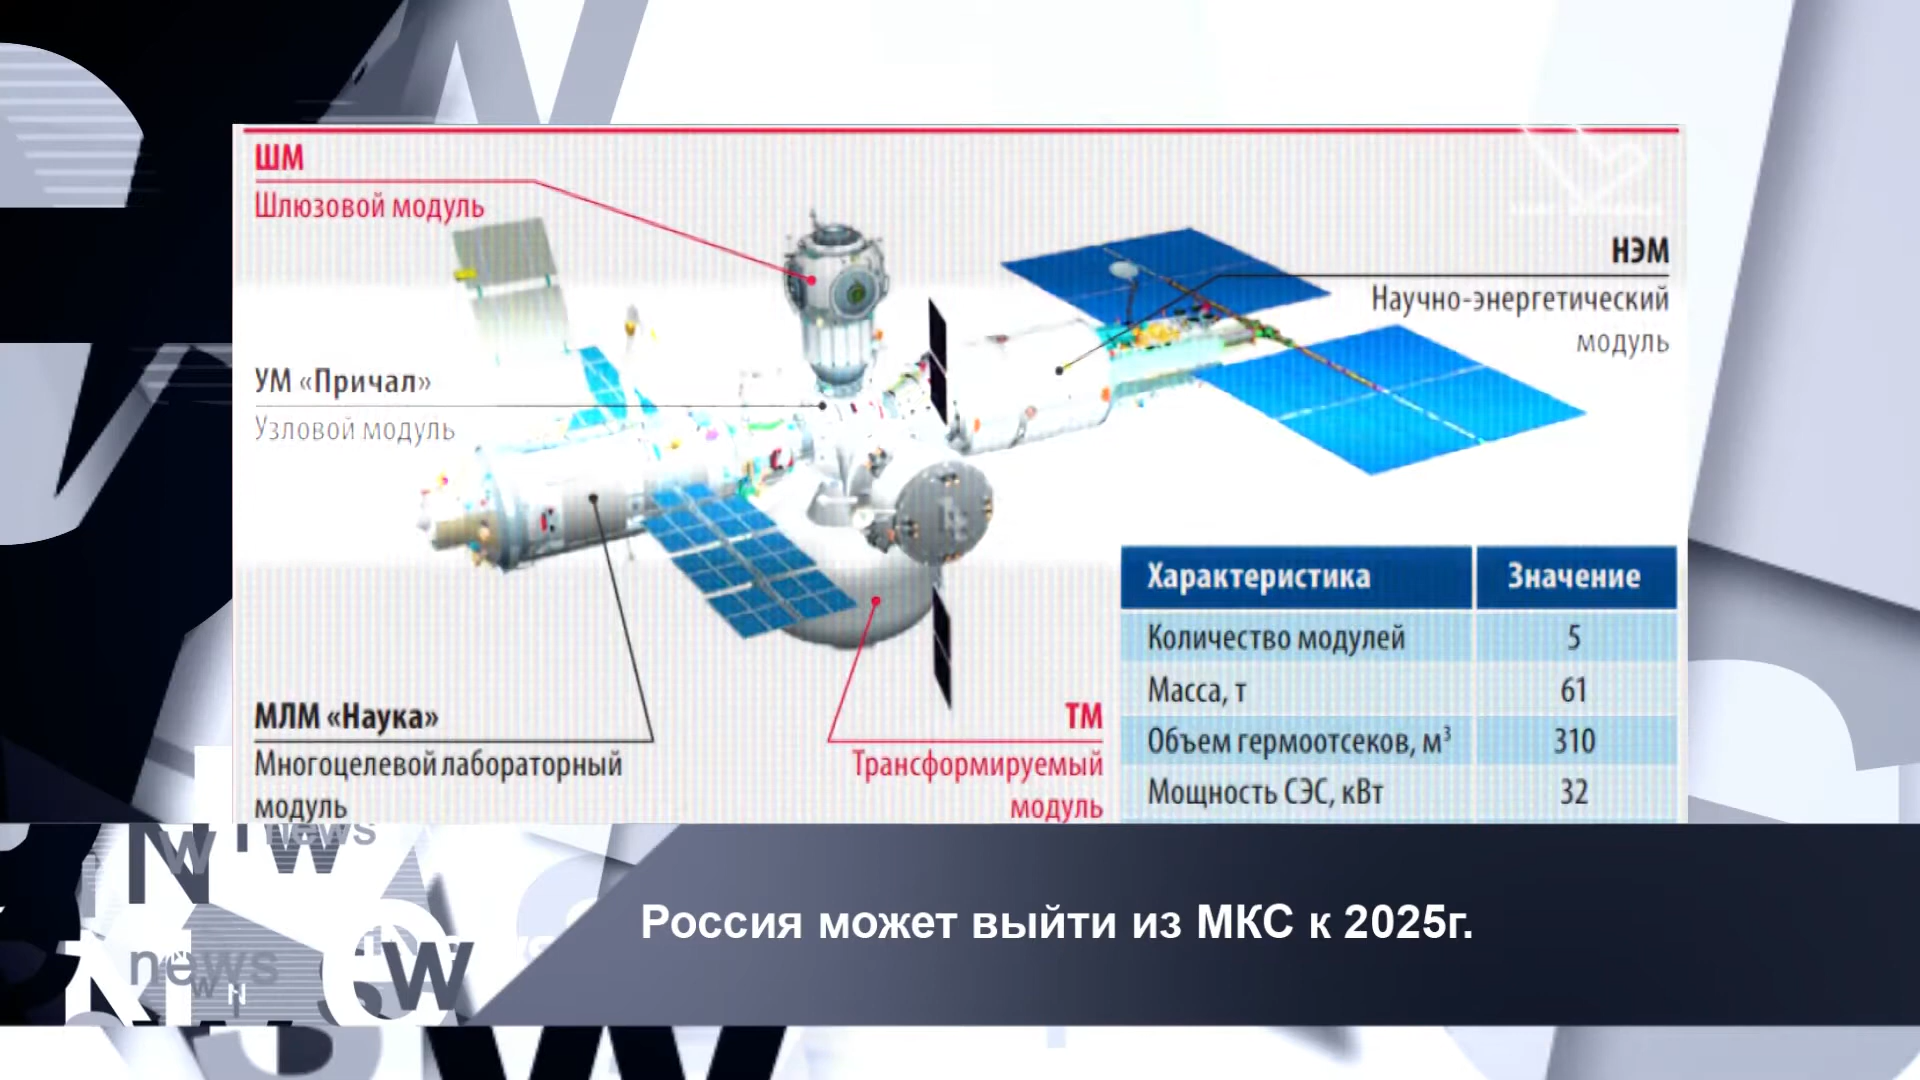 ШМ
Шлюзовой модуль
НЭМ
Научно-энергетический
модуль
УМ «Причал»
Узловой модуль
МЛМ «Наука»
Многоцелевой лабораторный
модуль
ТМ
Трансформируемый
модуль
Характеристика Значение
Количество модулей 5
Масса, т 61
Объем гермоотсеков, м³ 310
Мощность СЭС, кВт 32
Россия может выйти из МКС к 2025г.
news
news